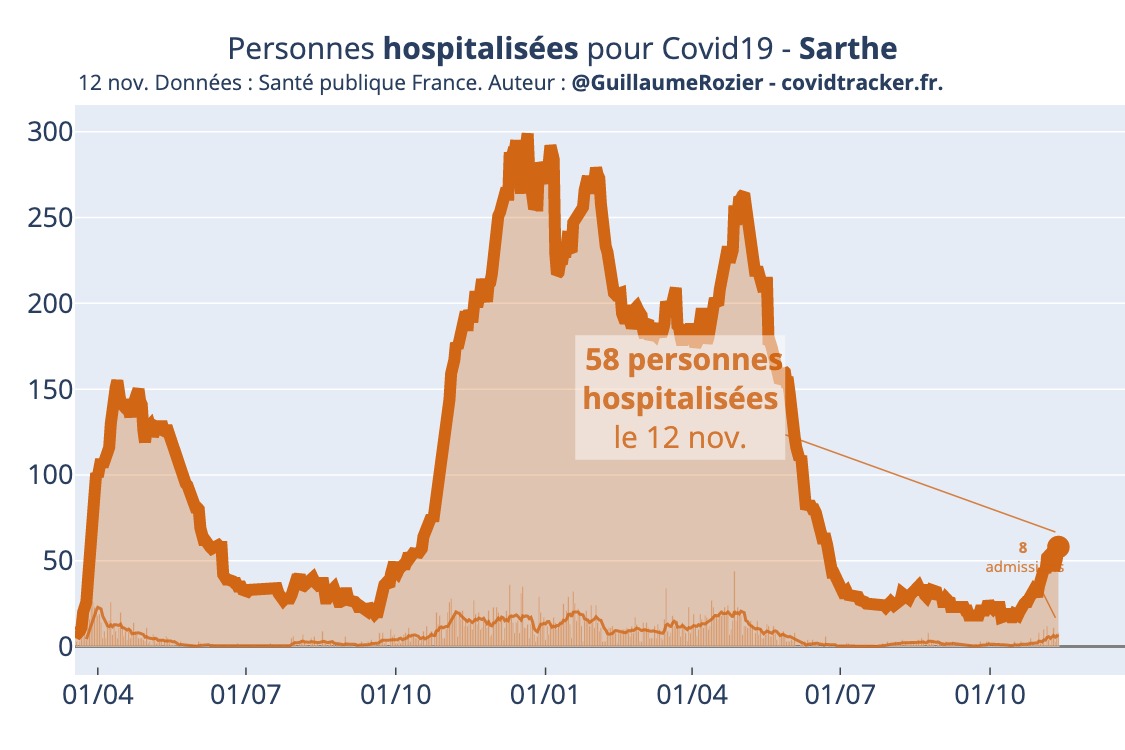 Personnes hospitalisées pour Covid19 - Sarthe
12 nov. Données : Santé publique France. Auteur : @GuillaumeRozier - covidtracker.fr.
300
250
200
150
100
50
0
58 personnes
hospitalisées
le 12 nov.
8
admissions
01/04
01/07
01/10
01/01
01/04
01/07
01/10